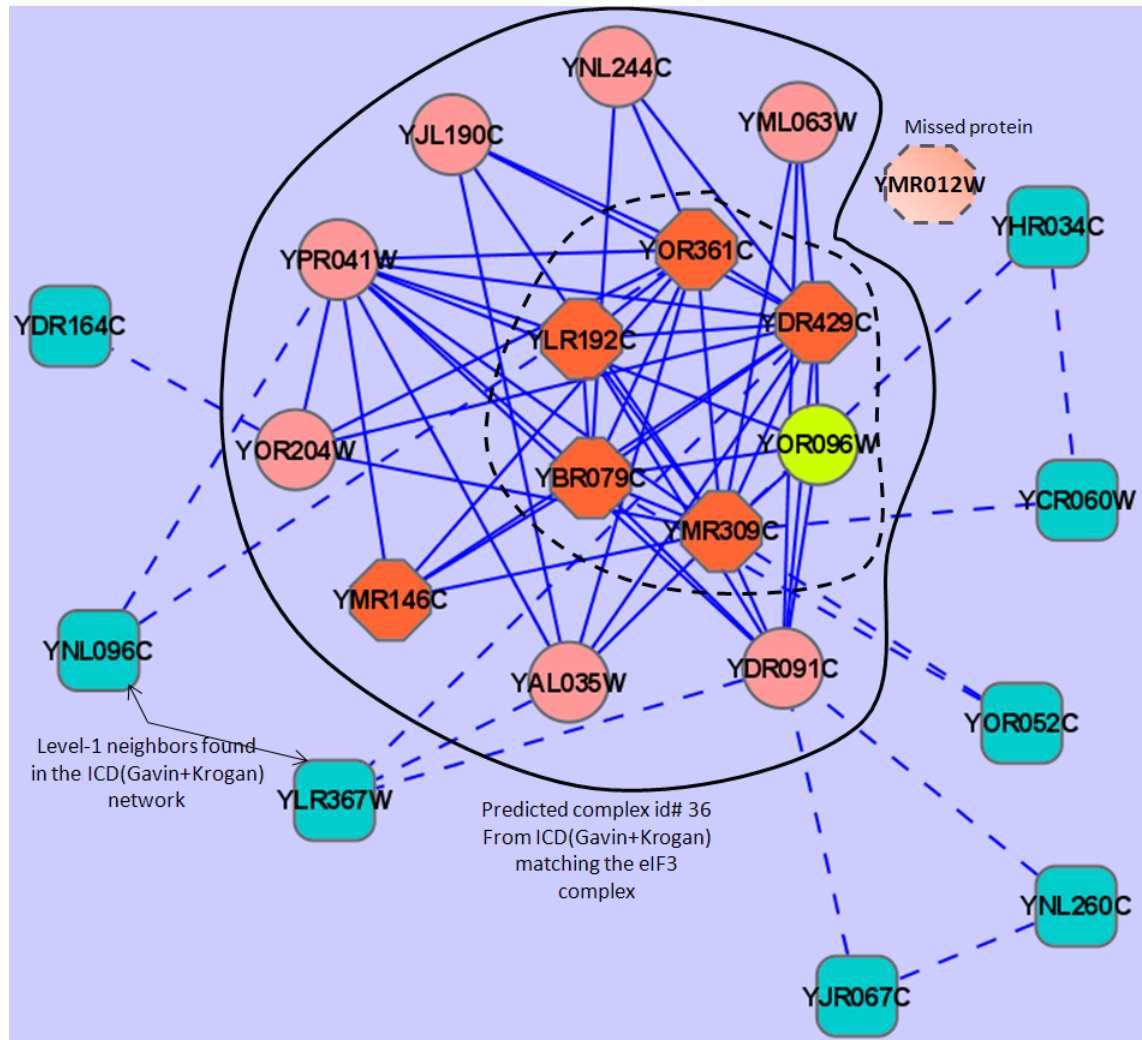 YNL244C
YML063W
YJL190C
Missed protein
YMR012W
YHR034C
YOR361C
YPR041W
YDR164C
YDR429C
YLR192C
YOR204W
YOR096W
YBR079C
YCR060W
YMR309C
YMR146C
YNL096C
YAL035W
YDR091C
YOR052C
Level-1 neighbors found
in the ICD(Gavin+Krogan)
network
YLR367W
Predicted complex id# 36
From ICD(Gavin+Krogan)
matching the eIF3
complex
YNL260C
YJR067C